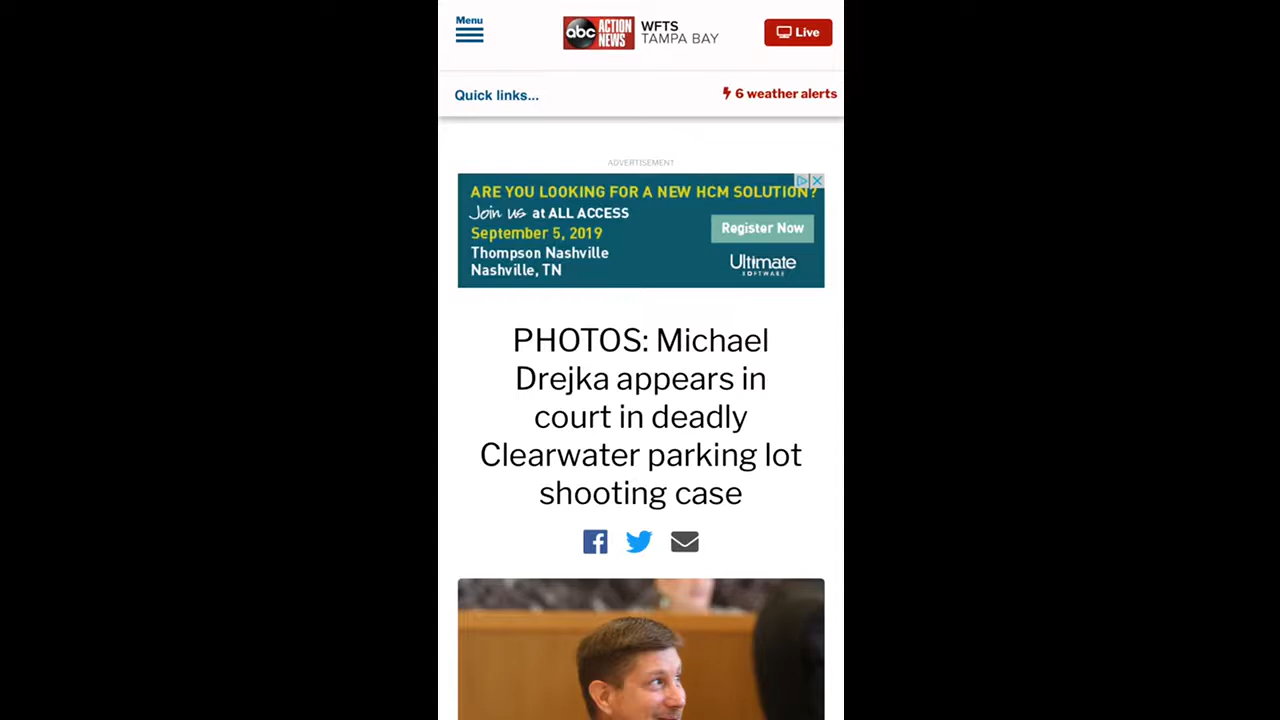 Menu
abc ACTION NEWS
WFTS
TAMPA BAY
Live
Quick links...
6 weather alerts
ADVERTISEMENT
ARE YOU LOOKING FOR A NEW HCM SOLUTION?
Join us at ALL ACCESS
September 5, 2019
Thompson Nashville
Nashville, TN
Register Now
Ultimate
SOFTWARE
PHOTOS: Michael
Drejka appears in
court in deadly
Clearwater parking lot
shooting case